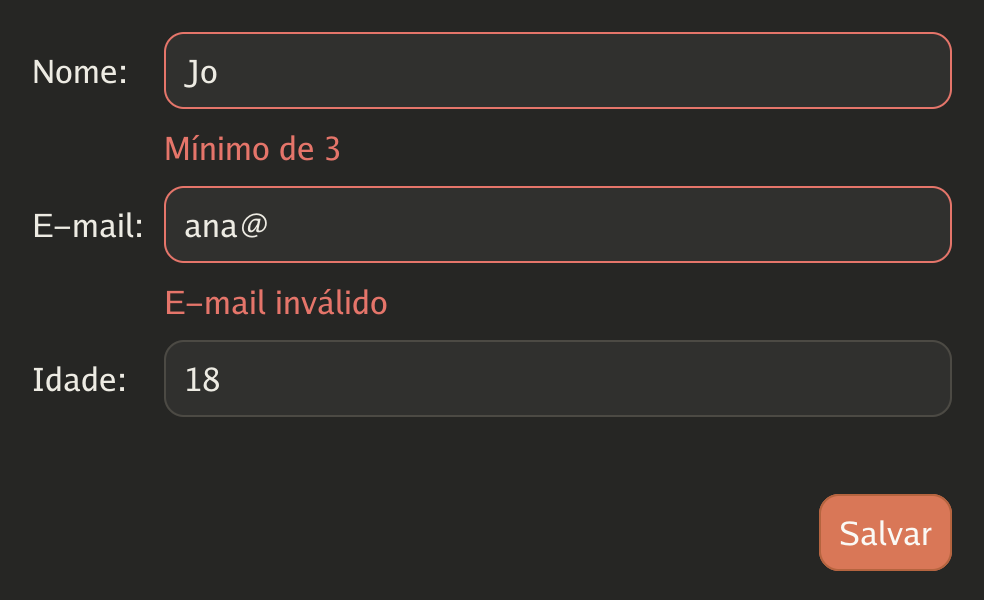 Nome: Jo
Mínimo de 3
E-mail: ana@
E-mail inválido
Idade: 18
Salvar